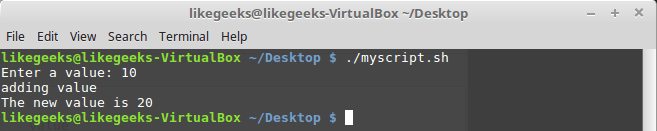 likegeeks@likegeeks-VirtualBox ~/Desktop
File Edit View Search Terminal Help
likegeeks@likegeeks-VirtualBox ~/Desktop $ ./myscript.sh
Enter a value: 10
adding value
The new value is 20
likegeeks@likegeeks-VirtualBox ~/Desktop $